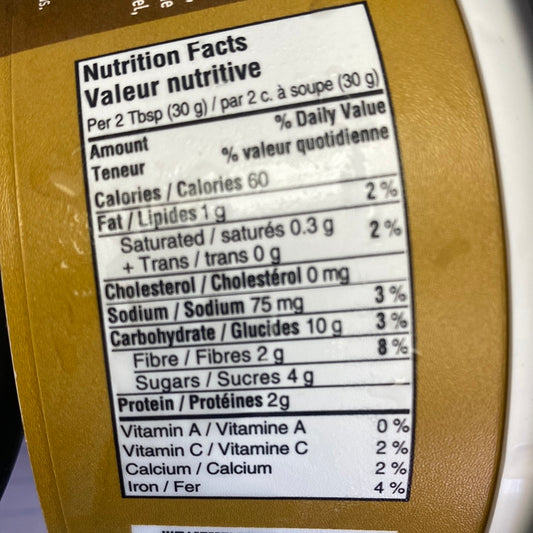 Nutrition Facts
Valeur nutritive
Per 2 Tbsp (30 g) / par 2 c. à soupe (30 g)
Amount % Daily Value
Teneur % valeur quotidienne
Calories / Calories 60
Fat / Lipides 1 g 2 %
Saturated / saturés 0.3 g 2 %
+ Trans / trans 0 g
Cholesterol / Cholestérol 0 mg
Sodium / Sodium 75 mg 3 %
Carbohydrate / Glucides 10 g 3 %
Fibre / Fibres 2 g 8 %
Sugars / Sucres 4 g
Protein / Protéines 2g
Vitamin A / Vitamine A 0 %
Vitamin C / Vitamine C 2 %
Calcium / Calcium 2 %
Iron / Fer 4 %